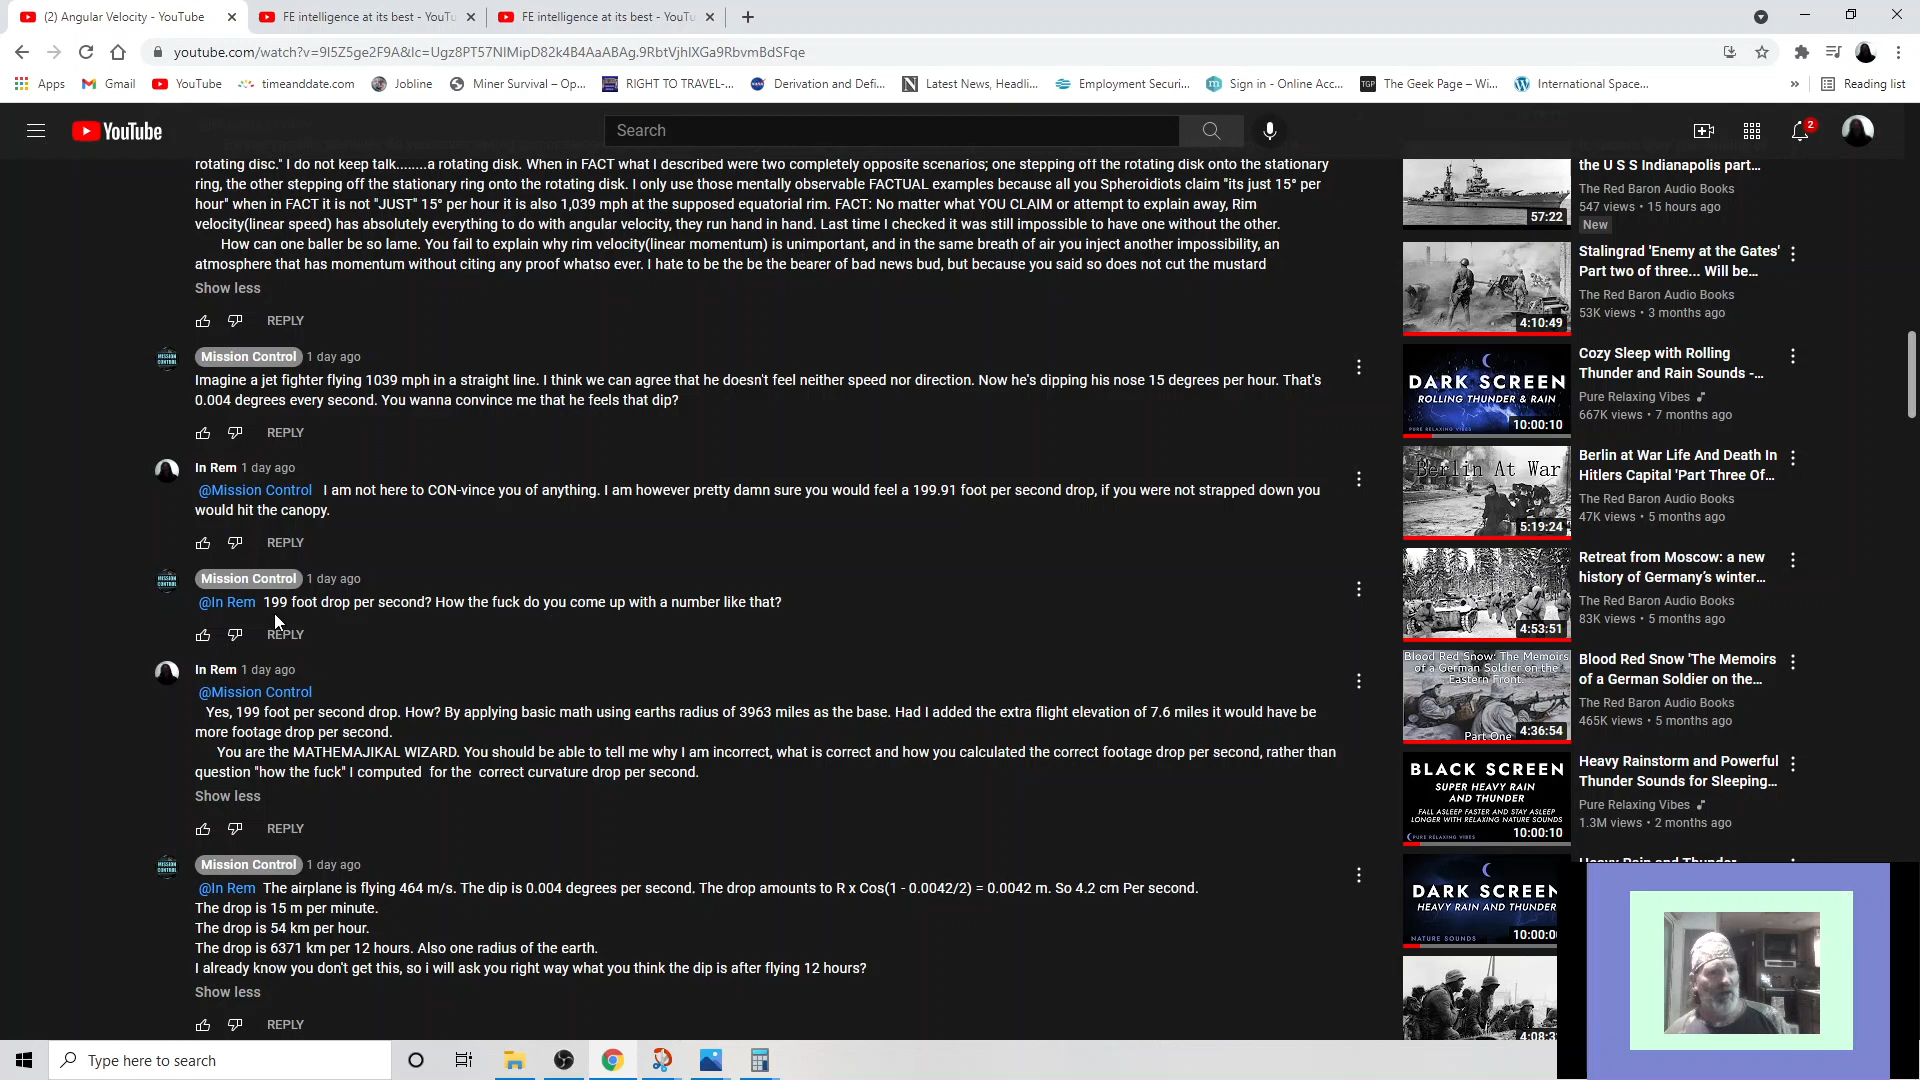 (2) Angular Velocity - YouTube
FE intelligence at its best - YouTu
FE intelligence at its best - YouTu
youtube.com/watch?v=9I5Z5ge2F9A&lc=Ugz8PT57NIMipD82k4B4AaABAg.9RbtVjhlXGa9RbvmBdSFqe
Apps
Gmail
YouTube
timeanddate.com
Jobline
Miner Survival – Op...
RIGHT TO TRAVEL-...
Derivation and Defi...
Latest News, Headli...
Employment Securi...
Sign in - Online Acc...
The Geek Page – Wi...
International Space...
»
Reading list
YouTube
Search
2
rotating disc." I do not keep talk........a rotating disk. When in FACT what I described were two completely opposite scenarios; one stepping off the rotating disk onto the stationary
ring, the other stepping off the stationary ring onto the rotating disk. I only use those mentally observable FACTUAL examples because all you Spheroidiots claim "its just 15° per
hour" when in FACT it is not "JUST" 15° per hour it is also 1,039 mph at the supposed equatorial rim. FACT: No matter what YOU CLAIM or attempt to explain away, Rim
velocity(linear speed) has absolutely everything to do with angular velocity, they run hand in hand. Last time I checked it was still impossible to have one without the other.
How can one baller be so lame. You fail to explain why rim velocity(linear momentum) is unimportant, and in the same breath of air you inject another impossibility, an
atmosphere that has momentum without citing any proof whatso ever. I hate to be the be the bearer of bad news bud, but because you said so does not cut the mustard
Show less
REPLY
Mission Control 1 day ago
Imagine a jet fighter flying 1039 mph in a straight line. I think we can agree that he doesn't feel neither speed nor direction. Now he's dipping his nose 15 degrees per hour. That's
0.004 degrees every second. You wanna convince me that he feels that dip?
REPLY
In Rem 1 day ago
@Mission Control I am not here to CON-vince you of anything. I am however pretty damn sure you would feel a 199.91 foot per second drop, if you were not strapped down you
would hit the canopy.
REPLY
Mission Control 1 day ago
@In Rem 199 foot drop per second? How the fuck do you come up with a number like that?
REPLY
In Rem 1 day ago
@Mission Control
Yes, 199 foot per second drop. How? By applying basic math using earths radius of 3963 miles as the base. Had I added the extra flight elevation of 7.6 miles it would have be
more footage drop per second.
You are the MATHEMAJIKAL WIZARD. You should be able to tell me why I am incorrect, what is correct and how you calculated the correct footage drop per second, rather than
question "how the fuck" I computed for the correct curvature drop per second.
Show less
REPLY
Mission Control 1 day ago
@In Rem The airplane is flying 464 m/s. The dip is 0.004 degrees per second. The drop amounts to R x Cos(1 - 0.0042/2) = 0.0042 m. So 4.2 cm Per second.
The drop is 15 m per minute.
The drop is 54 km per hour.
The drop is 6371 km per 12 hours. Also one radius of the earth.
I already know you don't get this, so i will ask you right way what you think the dip is after flying 12 hours?
Show less
REPLY
the U S S Indianapolis part...
The Red Baron Audio Books
547 views • 15 hours ago
New
57:22
Stalingrad 'Enemy at the Gates'
Part two of three... Will be...
The Red Baron Audio Books
53K views • 3 months ago
4:10:49
DARK SCREEN
ROLLING THUNDER & RAIN
PURE RELAXING VIBES
10:00:10
Cozy Sleep with Rolling
Thunder and Rain Sounds -...
Pure Relaxing Vibes
667K views • 7 months ago
Berlin At War
5:19:24
Berlin at War Life And Death In
Hitlers Capital 'Part Three Of...
The Red Baron Audio Books
47K views • 5 months ago
4:53:51
Retreat from Moscow: a new
history of Germany's winter...
The Red Baron Audio Books
83K views • 5 months ago
Blood Red Snow: The Memoirs
of a German Soldier on the
Eastern Front.
Part One
4:36:54
Blood Red Snow 'The Memoirs
of a German Soldier on the...
The Red Baron Audio Books
465K views • 5 months ago
BLACK SCREEN
SUPER HEAVY RAIN
AND THUNDER
FALL ASLEEP FASTER AND STAY ASLEEP
LONGER WITH RELAXING NATURE SOUNDS
PURE RELAXING VIBES
10:00:10
Heavy Rainstorm and Powerful
Thunder Sounds for Sleeping...
Pure Relaxing Vibes
1.3M views • 2 months ago
DARK SCREEN
HEAVY RAIN AND THUNDER
NATURE SOUNDS
Type here to search